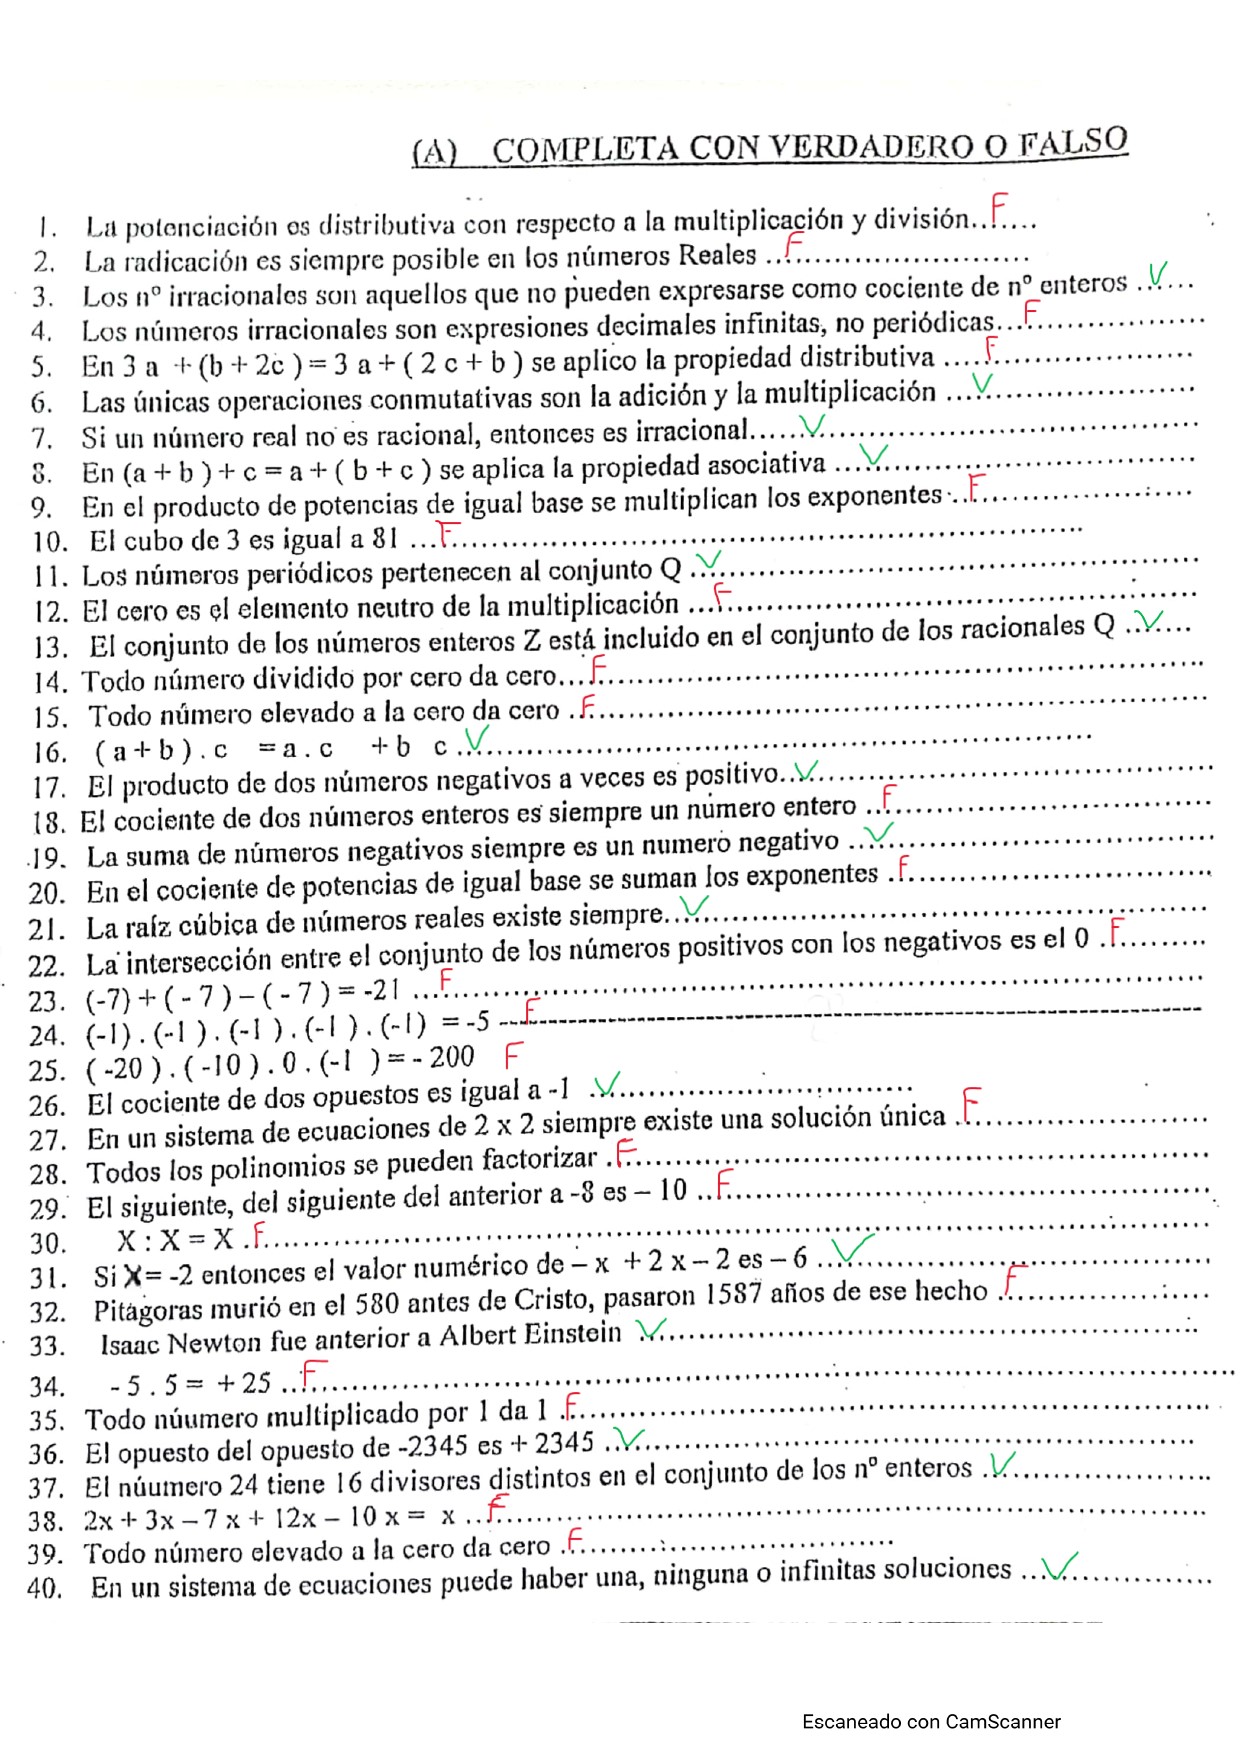 (A) COMPLETA CON VERDADERO O FALSO
1. La potenciación es distributiva con respecto a la multiplicación y división..F....
2. La radicación es siempre posible en los números Reales ..F......................
3. Los nº irracionales son aquellos que no pueden expresarse como cociente de nº enteros .V...
4. Los números irracionales son expresiones decimales infinitas, no periódicas...F................
5. En 3 a + (b + 2c ) = 3 a + ( 2 c + b ) se aplico la propiedad distributiva ....F...................
6. Las únicas operaciones conmutativas son la adición y la multiplicación ...V...................
7. Si un número real no es racional, entonces es irracional.....V....................................
8. En (a + b ) + c = a + ( b + c ) se aplica la propiedad asociativa ...V..............................
9. En el producto de potencias de igual base se multiplican los exponentes ..F....................
10. El cubo de 3 es igual a 81 ...F.........................................................
11. Los números periódicos pertenecen al conjunto Q .V...........................................
12. El cero es el elemento neutro de la multiplicación ...F..........................................
13. El conjunto de los números enteros Z está incluido en el conjunto de los racionales Q ..V...
14. Todo número dividido por cero da cero...F......................................................
15. Todo número elevado a la cero da cero .F.......................................................
16. ( a + b ) . c = a . c + b c .V.......................................................
17. El producto de dos números negativos a veces es positivo..V....................................
18. El cociente de dos números enteros es siempre un número entero ..F...........................
19. La suma de números negativos siempre es un numero negativo ..V..............................
20. En el cociente de potencias de igual base se suman los exponentes .F..........................
21. La raíz cúbica de números reales existe siempre..V.............................................
22. La intersección entre el conjunto de los números positivos con los negativos es el 0 .F........
23. (-7) + ( - 7 ) – ( - 7 ) = -21 ...F....................................................................
24. (-1) . (-1 ) . (-1 ) . (-1 ) . (-1) = -5 --F------------------------------------------------------
25. ( -20 ) . ( -10 ) . 0 . (-1 ) = - 200 F
26. El cociente de dos opuestos es igual a -1 .V............................
27. En un sistema de ecuaciones de 2 x 2 siempre existe una solución única .F....................
28. Todos los polinomios se pueden factorizar .F..................................................
29. El siguiente, del siguiente del anterior a -8 es – 10 ..F.........................................
30. X : X = X .F..................................................................................
31. Si X= -2 entonces el valor numérico de – x + 2 x – 2 es – 6 ...V..............................
32. Pitágoras murió en el 580 antes de Cristo, pasaron 1587 años de ese hecho .F................
33. Isaac Newton fue anterior a Albert Einstein V................................................
34. - 5 . 5 = + 25 ..F.............................................................................
35. Todo núumero multiplicado por 1 da 1 .F.....................................................
36. El opuesto del opuesto de -2345 es + 2345 ..V................................................
37. El núumero 24 tiene 16 divisores distintos en el conjunto de los nº enteros .V................
38. 2x + 3x – 7 x + 12x – 10 x = x ..F............................................................
39. Todo número elevado a la cero da cero .F..............................
40. En un sistema de ecuaciones puede haber una, ninguna o infinitas soluciones ..V.............
Escaneado con CamScanner